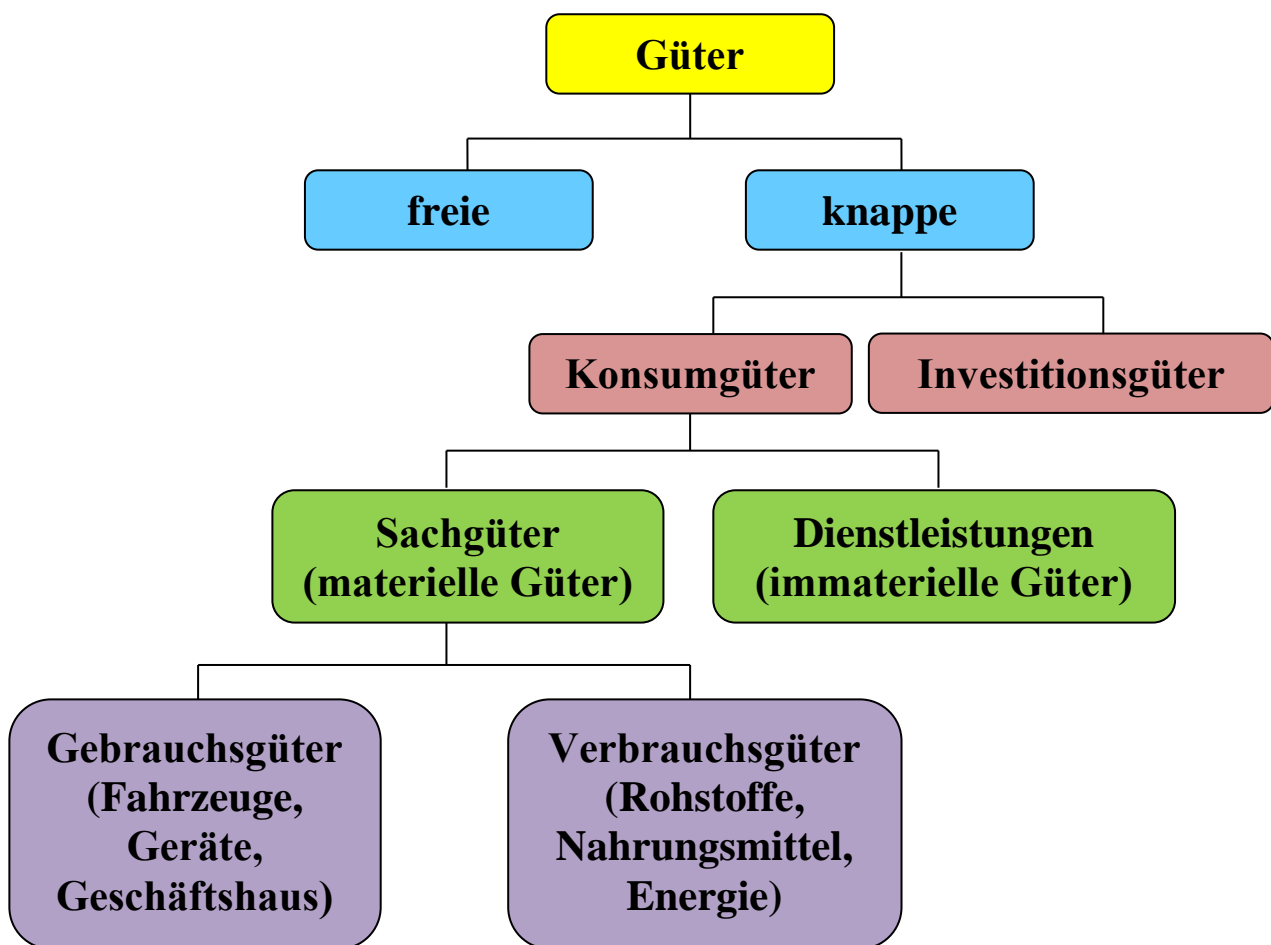 Güter
freie
knappe
Konsumgüter
Investitionsgüter
Sachgüter
(materielle Güter)
Dienstleistungen
(immaterielle Güter)
Gebrauchsgüter
(Fahrzeuge,
Geräte,
Geschäftshaus)
Verbrauchsgüter
(Rohstoffe,
Nahrungsmittel,
Energie)